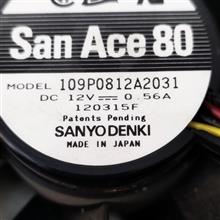 San Ace 80
MODEL 109P0812A2031
DC 12V⎓0.56A
120315F
Patents Pending
SANYO DENKI
MADE IN JAPAN